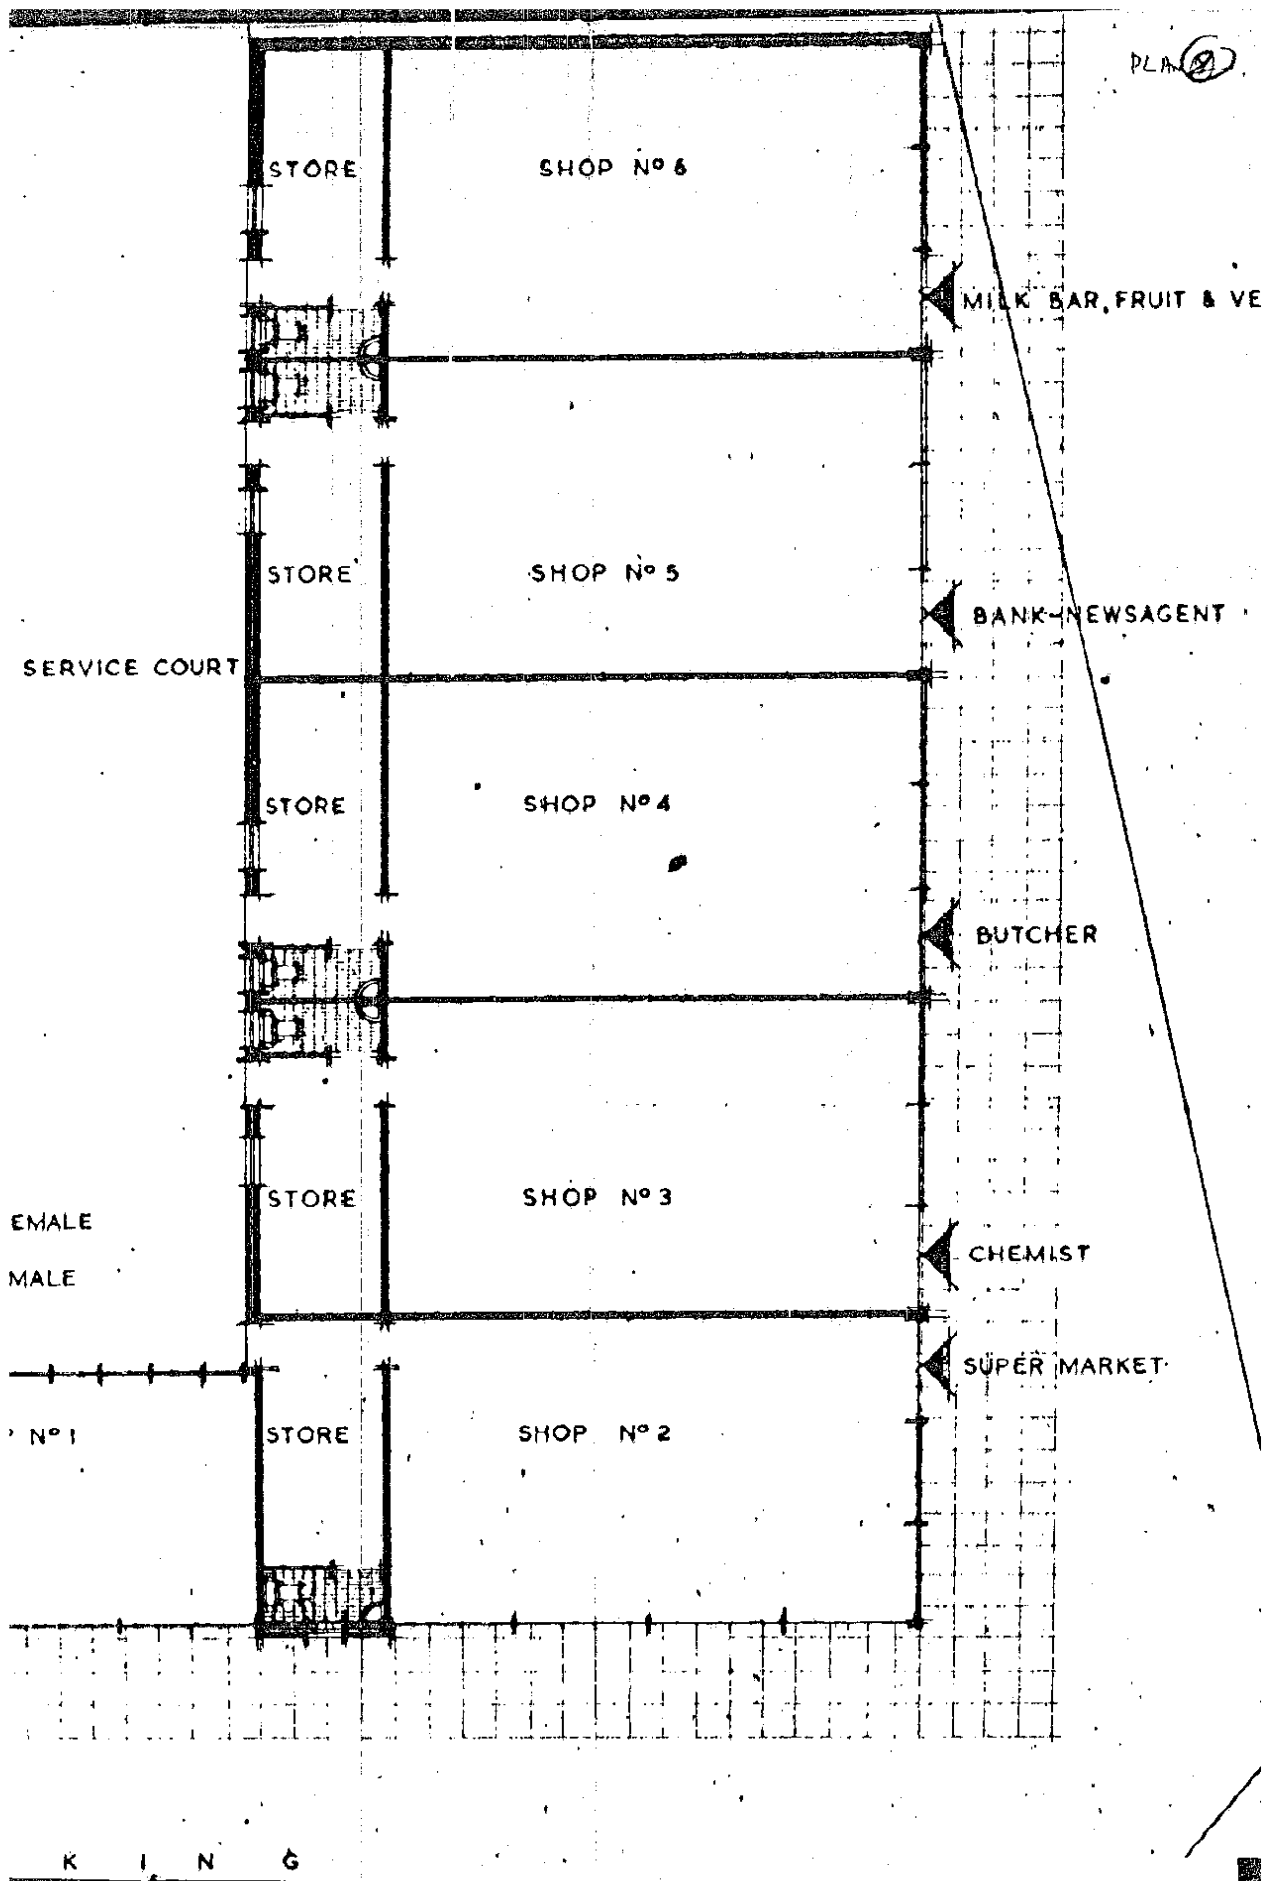 PLAN
STORE
SHOP Nº 6
MILK BAR, FRUIT & VE
STORE
SHOP Nº 5
BANK-NEWSAGENT
SERVICE COURT
STORE
SHOP Nº 4
BUTCHER
STORE
SHOP Nº 3
EMALE
CHEMIST
MALE
SUPER MARKET
Nº 1
STORE
SHOP Nº 2
K I N G